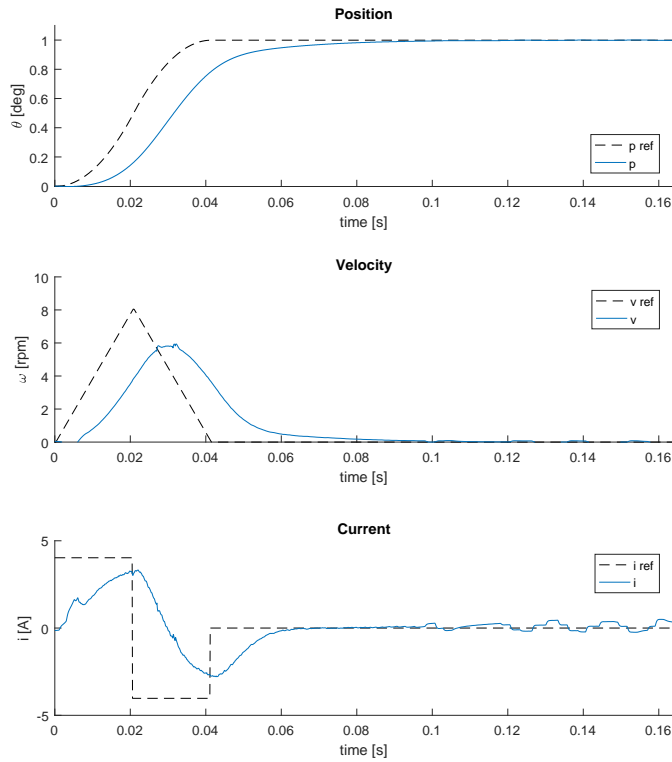 Position
1
0.8
0.6
0.4
0.2
0
θ [deg]
p ref
p
0 0.02 0.04 0.06 0.08 0.1 0.12 0.14 0.16
time [s]
Velocity
10
8
6
4
2
0
ω [rpm]
v ref
v
0 0.02 0.04 0.06 0.08 0.1 0.12 0.14 0.16
time [s]
Current
5
0
-5
i [A]
i ref
i
0 0.02 0.04 0.06 0.08 0.1 0.12 0.14 0.16
time [s]